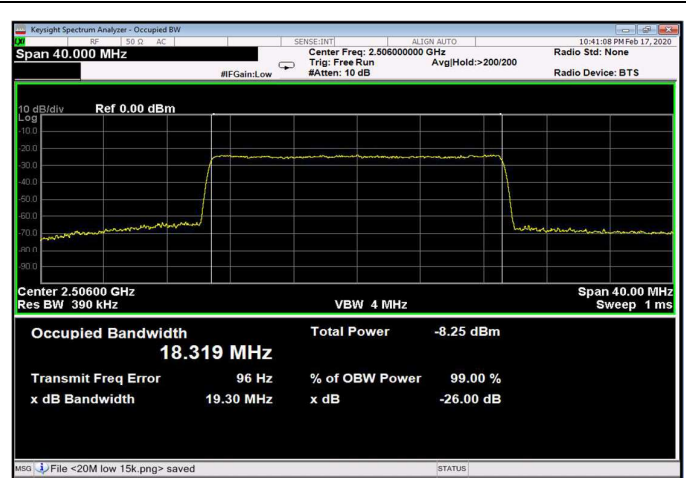 Keysight Spectrum Analyzer - Occupied BW
LXI RF 50 Ω AC SENSE:INT ALIGN AUTO 10:41:08 PM Feb 17, 2020
Span 40.000 MHz Center Freq: 2.506000000 GHz Radio Std: None
Trig: Free Run Avg|Hold:>200/200
#IFGain:Low #Atten: 10 dB Radio Device: BTS
10 dB/div Ref 0.00 dBm
Log
-10.0
-20.0
-30.0
-40.0
-50.0
-60.0
-70.0
-80.0
-90.0
Center 2.50600 GHz Span 40.00 MHz
Res BW 390 kHz VBW 4 MHz Sweep 1 ms
Occupied Bandwidth Total Power -8.25 dBm
18.319 MHz
Transmit Freq Error 96 Hz % of OBW Power 99.00 %
x dB Bandwidth 19.30 MHz x dB -26.00 dB
MSG File <20M low 15k.png> saved STATUS